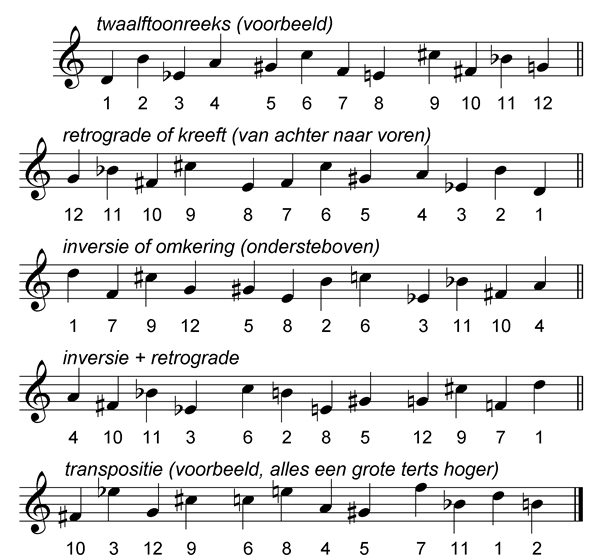 twaalftoonreeks (voorbeeld)
1 2 3 4 5 6 7 8 9 10 11 12
retrograde of kreeft (van achter naar voren)
12 11 10 9 8 7 6 5 4 3 2 1
inversie of omkering (ondersteboven)
1 7 9 12 5 8 2 6 3 11 10 4
inversie + retrograde
4 10 11 3 6 2 8 5 12 9 7 1
transpositie (voorbeeld, alles een grote terts hoger)
10 3 12 9 6 8 4 5 7 11 1 2